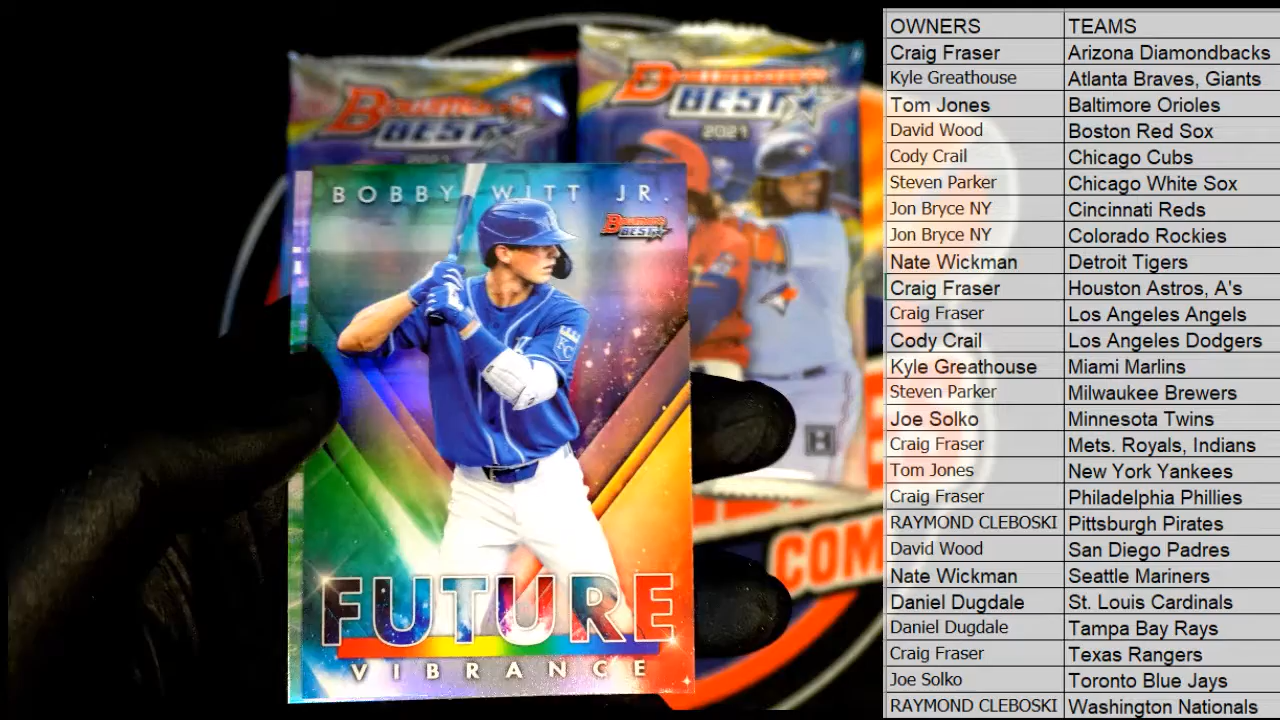 BOWMAN'S
BEST
BOWMAN'S
BEST
2021
BOBBY WITT JR.
BOWMAN'S
BEST
KC
FUTURE
VIBRANCE
COM
OWNERS TEAMS
Craig Fraser Arizona Diamondbacks
Kyle Greathouse Atlanta Braves, Giants
Tom Jones Baltimore Orioles
David Wood Boston Red Sox
Cody Crail Chicago Cubs
Steven Parker Chicago White Sox
Jon Bryce NY Cincinnati Reds
Jon Bryce NY Colorado Rockies
Nate Wickman Detroit Tigers
Craig Fraser Houston Astros, A's
Craig Fraser Los Angeles Angels
Cody Crail Los Angeles Dodgers
Kyle Greathouse Miami Marlins
Steven Parker Milwaukee Brewers
Joe Solko Minnesota Twins
Craig Fraser Mets. Royals, Indians
Tom Jones New York Yankees
Craig Fraser Philadelphia Phillies
RAYMOND CLEBOSKI Pittsburgh Pirates
David Wood San Diego Padres
Nate Wickman Seattle Mariners
Daniel Dugdale St. Louis Cardinals
Daniel Dugdale Tampa Bay Rays
Craig Fraser Texas Rangers
Joe Solko Toronto Blue Jays
RAYMOND CLEBOSKI Washington Nationals